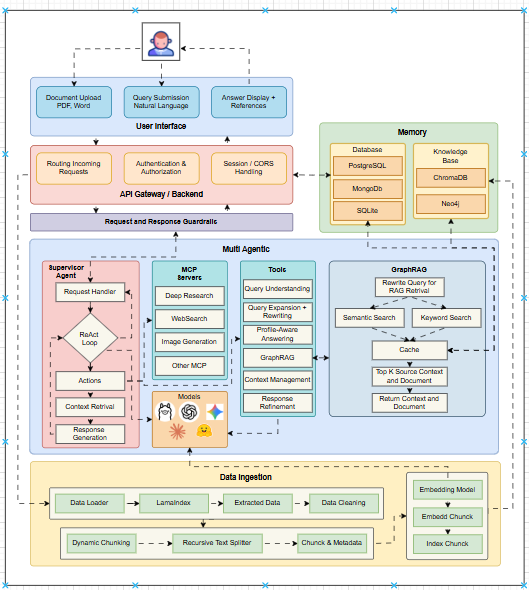 Document Upload
PDF, Word
Query Submission
Natural Language
Answer Display +
References
User Interface
Routing Incoming
Requests
Authentication &
Authorization
Session / CORS
Handling
API Gateway / Backend
Request and Response Guardrails
Memory
Database
PostgreSQL
MongoDb
SQLite
Knowledge
Base
ChromaDB
Neo4j
Multi Agentic
Supervisor
Agent
Request Handler
ReAct
Loop
Actions
Context Retrival
Response
Generation
MCP
Servers
Deep Research
WebSearch
Image Generation
Other MCP
Models
Tools
Query Understanding
Query Expansion +
Rewriting
Profile-Aware
Answering
GraphRAG
Context Management
Response
Refinement
GraphRAG
Rewrite Query for
RAG Retrival
Semantic Search
Keyword Search
Cache
Top K Source Context
and Document
Return Context and
Document
Data Ingestion
Data Loader
LamaIndex
Extracted Data
Data Cleaning
Dynamic Chunking
Recursive Text Splitter
Chunck & Metadata
Embedding Model
Embedd Chunck
Index Chunck